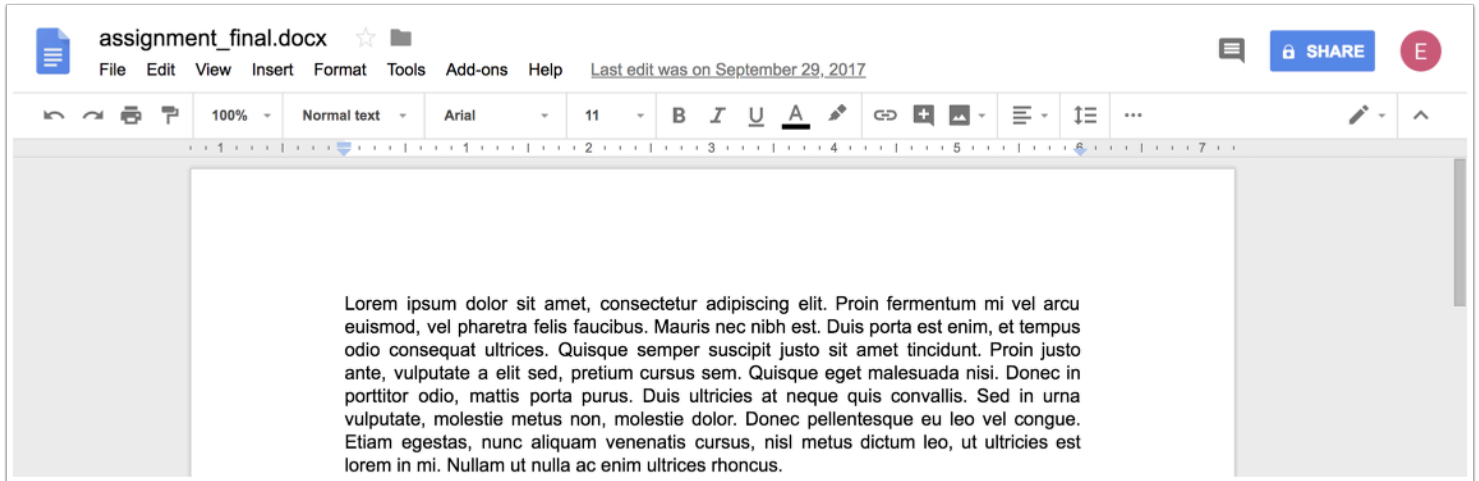 assignment_final.docx
File Edit View Insert Format Tools Add-ons Help Last edit was on September 29, 2017
SHARE
E
100% Normal text Arial 11 B I U A
1 1 2 3 4 5 6 7
Lorem ipsum dolor sit amet, consectetur adipiscing elit. Proin fermentum mi vel arcu
euismod, vel pharetra felis faucibus. Mauris nec nibh est. Duis porta est enim, et tempus
odio consequat ultrices. Quisque semper suscipit justo sit amet tincidunt. Proin justo
ante, vulputate a elit sed, pretium cursus sem. Quisque eget malesuada nisi. Donec in
porttitor odio, mattis porta purus. Duis ultricies at neque quis convallis. Sed in urna
vulputate, molestie metus non, molestie dolor. Donec pellentesque eu leo vel congue.
Etiam egestas, nunc aliquam venenatis cursus, nisl metus dictum leo, ut ultricies est
lorem in mi. Nullam ut nulla ac enim ultrices rhoncus.